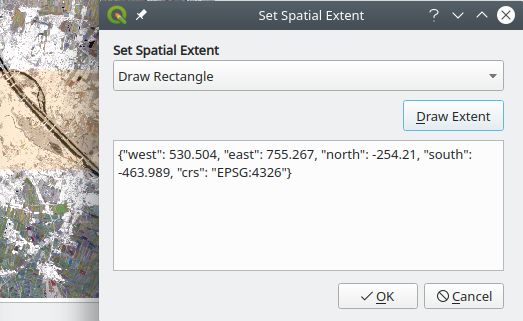 Set Spatial Extent
Set Spatial Extent
Draw Rectangle
Draw Extent
{"west": 530.504, "east": 755.267, "north": -254.21, "south":
-463.989, "crs": "EPSG:4326"}
OK Cancel